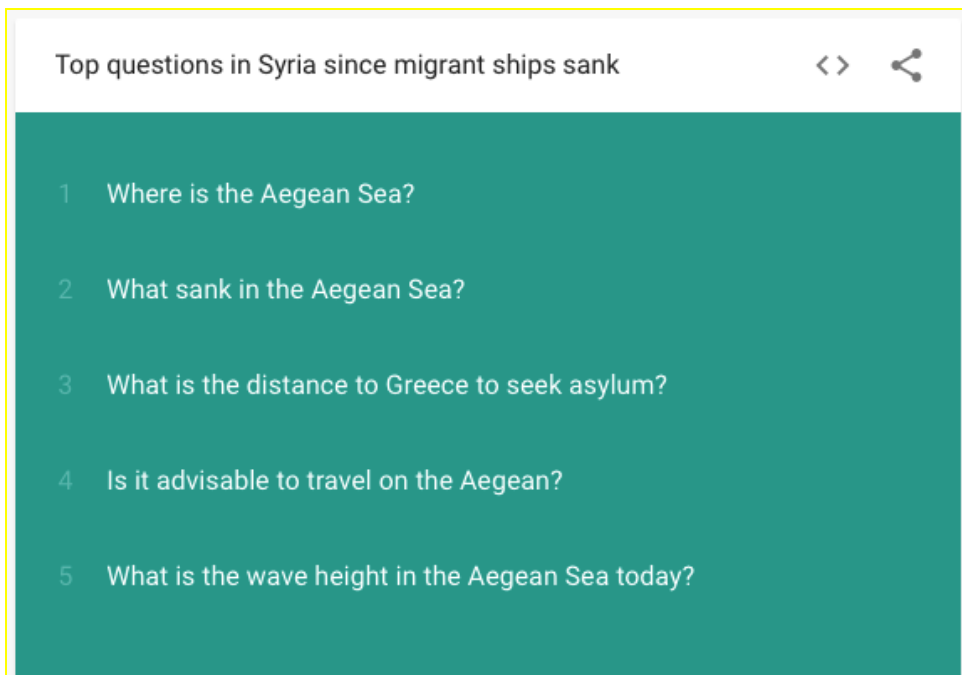 Top questions in Syria since migrant ships sank
1 Where is the Aegean Sea?
2 What sank in the Aegean Sea?
3 What is the distance to Greece to seek asylum?
4 Is it advisable to travel on the Aegean?
5 What is the wave height in the Aegean Sea today?